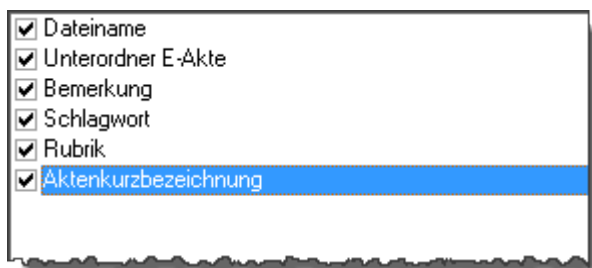 Dateiname
Unterordner E-Akte
Bemerkung
Schlagwort
Rubrik
Aktenkurzbezeichnung